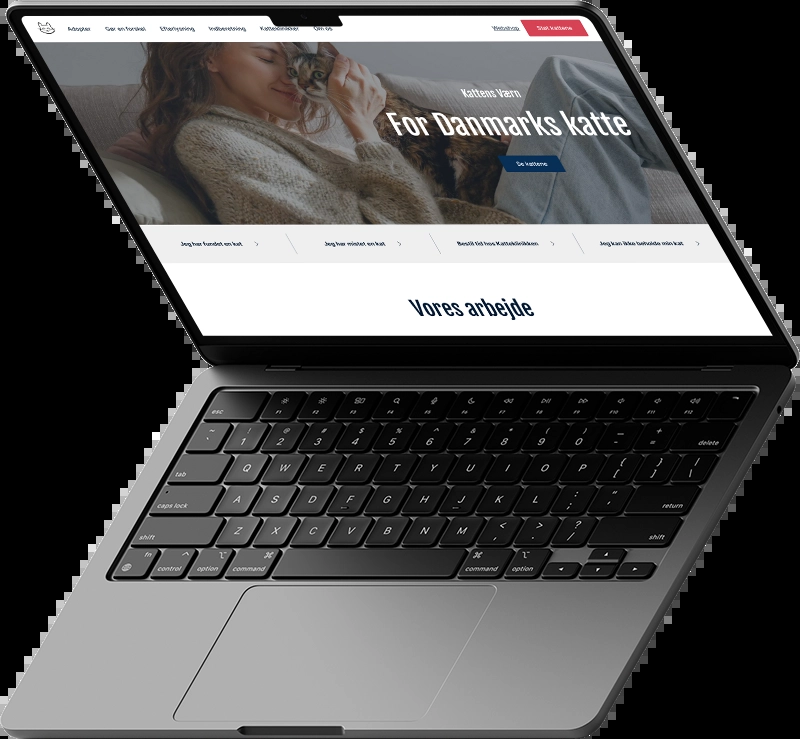 Adopter Gør en forskel Efterlysning Indberetning Katteklinikker Om os Webshop Støt kattene
Kattens Værn
For Danmarks katte
Se kattene
Jeg har fundet en kat Jeg har mistet en kat Bestil tid hos Katteklinikken Jeg kan ikke beholde min kat
Vores arbejde
esc F1 F2 F3 F4 F5 F6 F7 F8 F9 F10 F11 F12
~ ! @ # $ % ^ & * ( ) _ +
` 1 2 3 4 5 6 7 8 9 0 - = delete
tab Q W E R T Y U I O P { } |
[ ] \
caps lock A S D F G H J K L : " return
; '
shift Z X C V B N M < > ? shift
, . /
fn ^ ⌥ ⌘ ⌘ ⌥
control option command command option